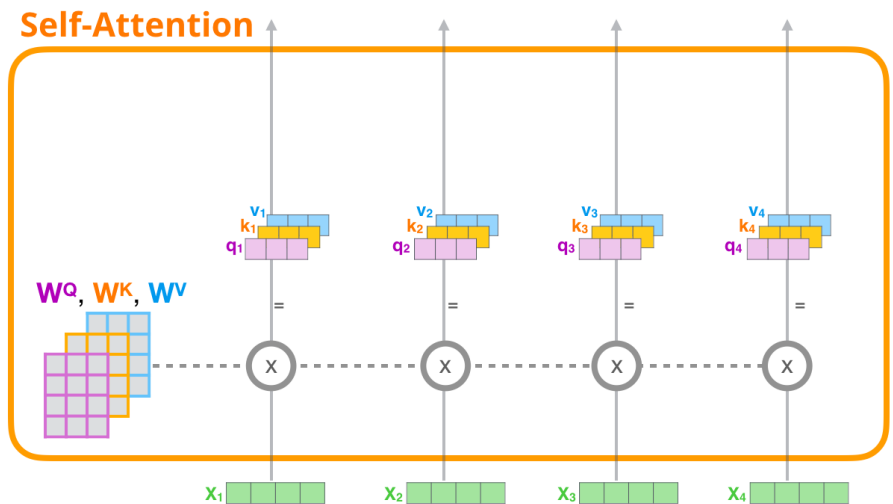 Self-Attention
v1 v2 v3 v4
k1 k2 k3 k4
q1 q2 q3 q4
WQ, WK, WV
= = = =
X X X X
X1 X2 X3 X4